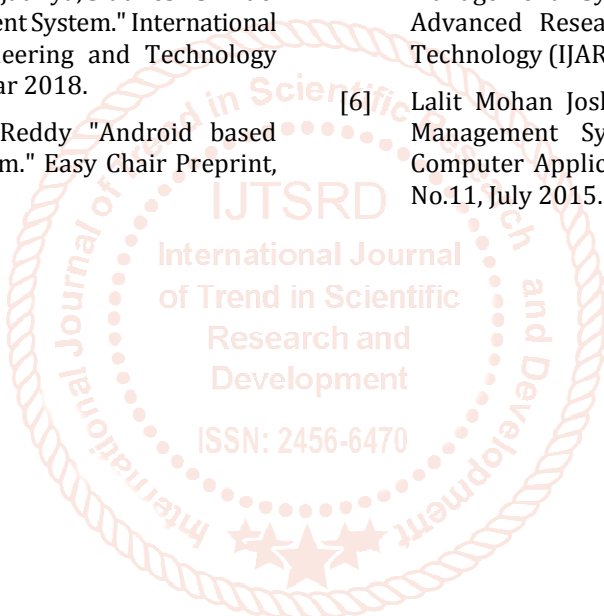 ent System." International
eering and Technology
ar 2018.
Reddy "Android based
m." Easy Chair Preprint,
Advanced Resea
Technology (IJAR
[6] Lalit Mohan Josh
Management Sy
Computer Applic
No.11, July 2015.
International Journal of Trend in Scientific Research and Development
IJTSRD
International Journal
of Trend in Scientific
Research and
Development
ISSN: 2456-6470